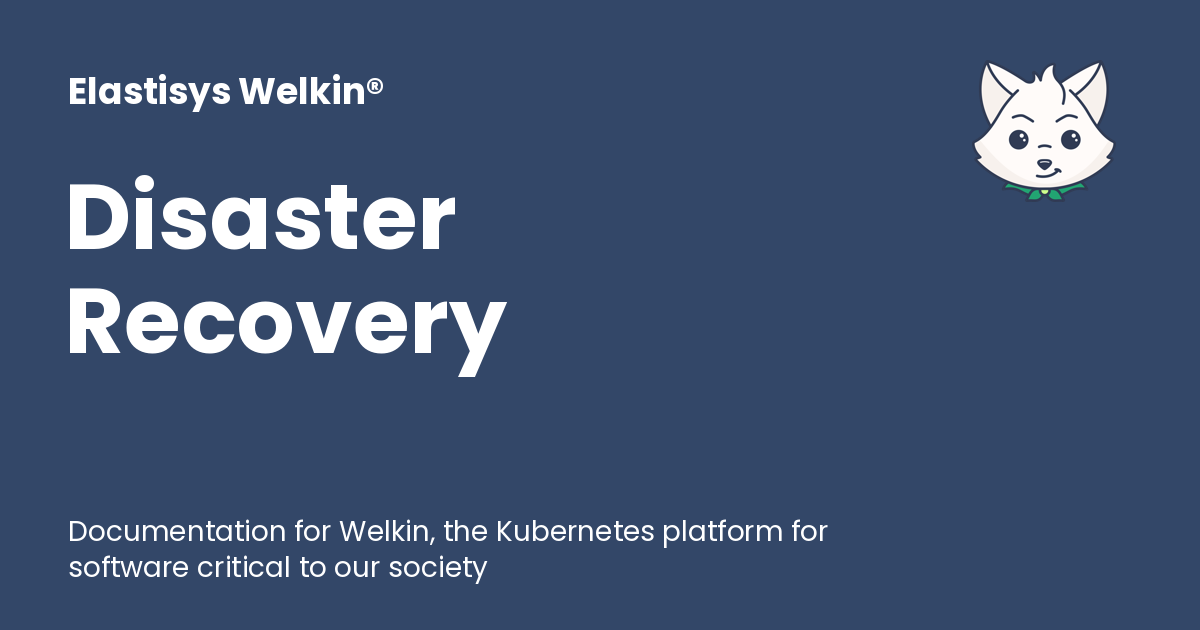 Elastisys Welkin®
Disaster
Recovery
Documentation for Welkin, the Kubernetes platform for
software critical to our society